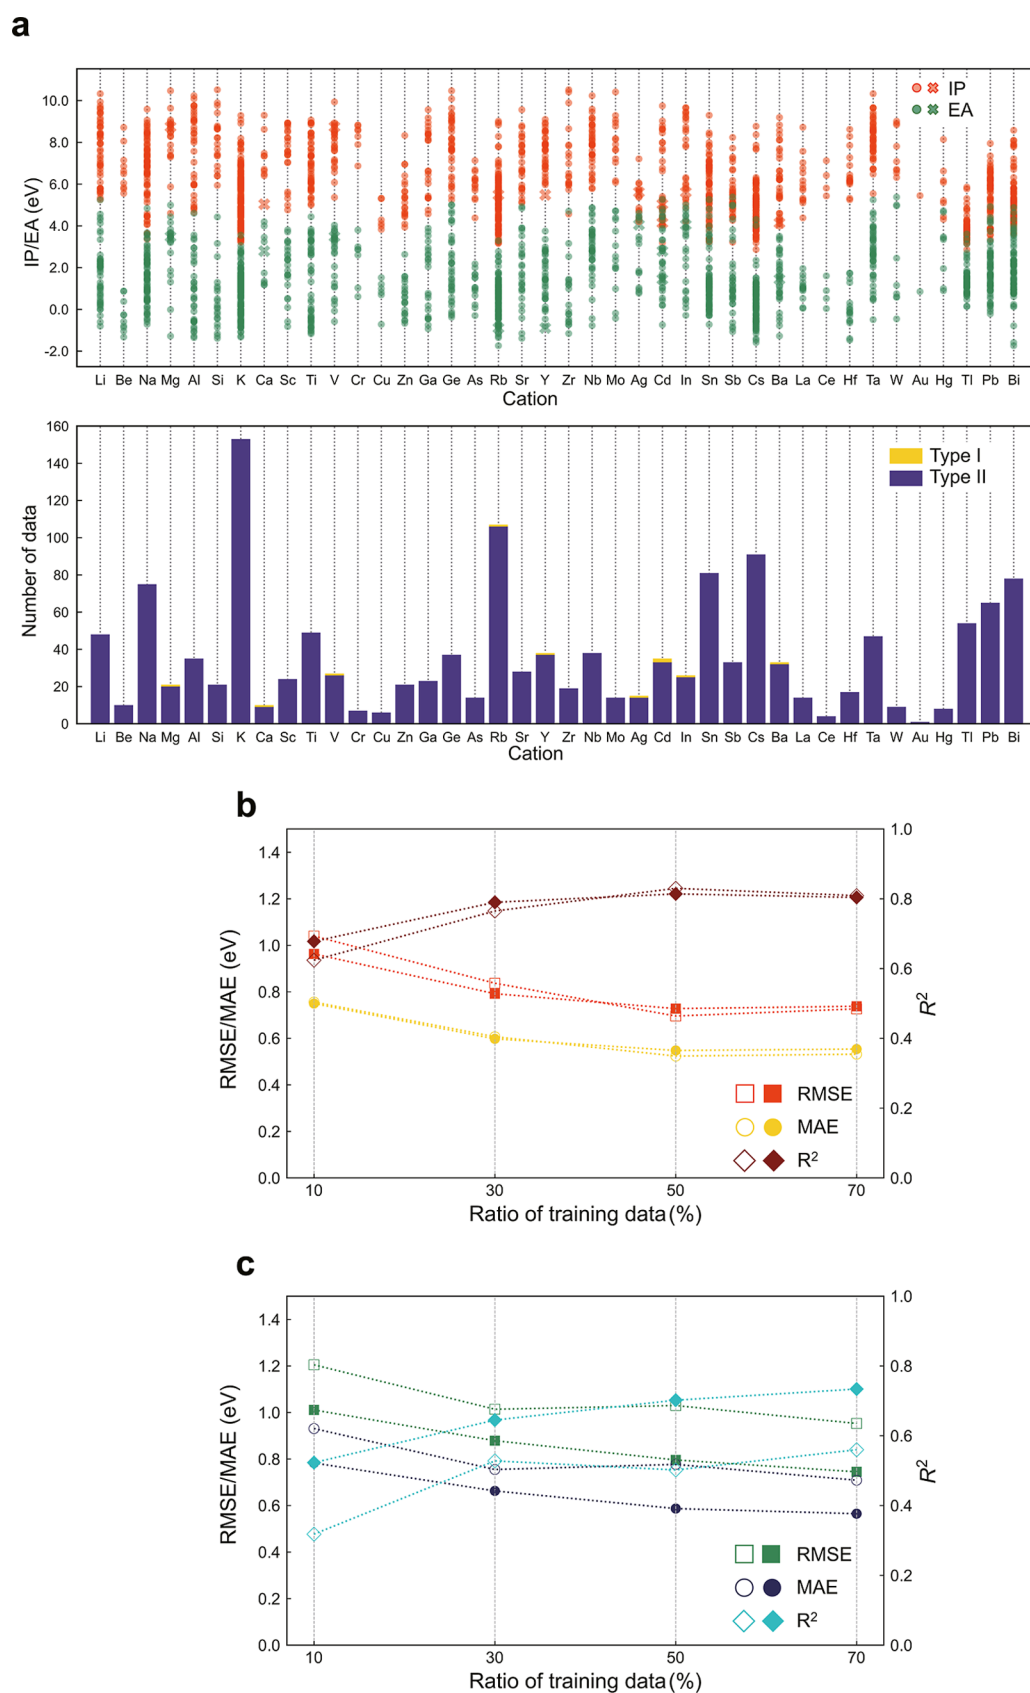 a
IP/EA (eV)
10.0
8.0
6.0
4.0
2.0
0.0
-2.0
IP
EA
Li Be Na Mg Al Si K Ca Sc Ti V Cr Cu Zn Ga Ge As Rb Sr Y Zr Nb Mo Ag Cd In Sn Sb Cs Ba La Ce Hf Ta W Au Hg Tl Pb Bi
Cation
Number of data
160
140
120
100
80
60
40
20
0
Type I
Type II
Li Be Na Mg Al Si K Ca Sc Ti V Cr Cu Zn Ga Ge As Rb Sr Y Zr Nb Mo Ag Cd In Sn Sb Cs Ba La Ce Hf Ta W Au Hg Tl Pb Bi
Cation
b
RMSE/MAE (eV)
1.4
1.2
1.0
0.8
0.6
0.4
0.2
0.0
1.0
0.8
0.6
0.4
0.2
0.0
R²
RMSE
MAE
R²
10 30 50 70
Ratio of training data (%)
c
RMSE/MAE (eV)
1.4
1.2
1.0
0.8
0.6
0.4
0.2
0.0
1.0
0.8
0.6
0.4
0.2
0.0
R²
RMSE
MAE
R²
10 30 50 70
Ratio of training data (%)